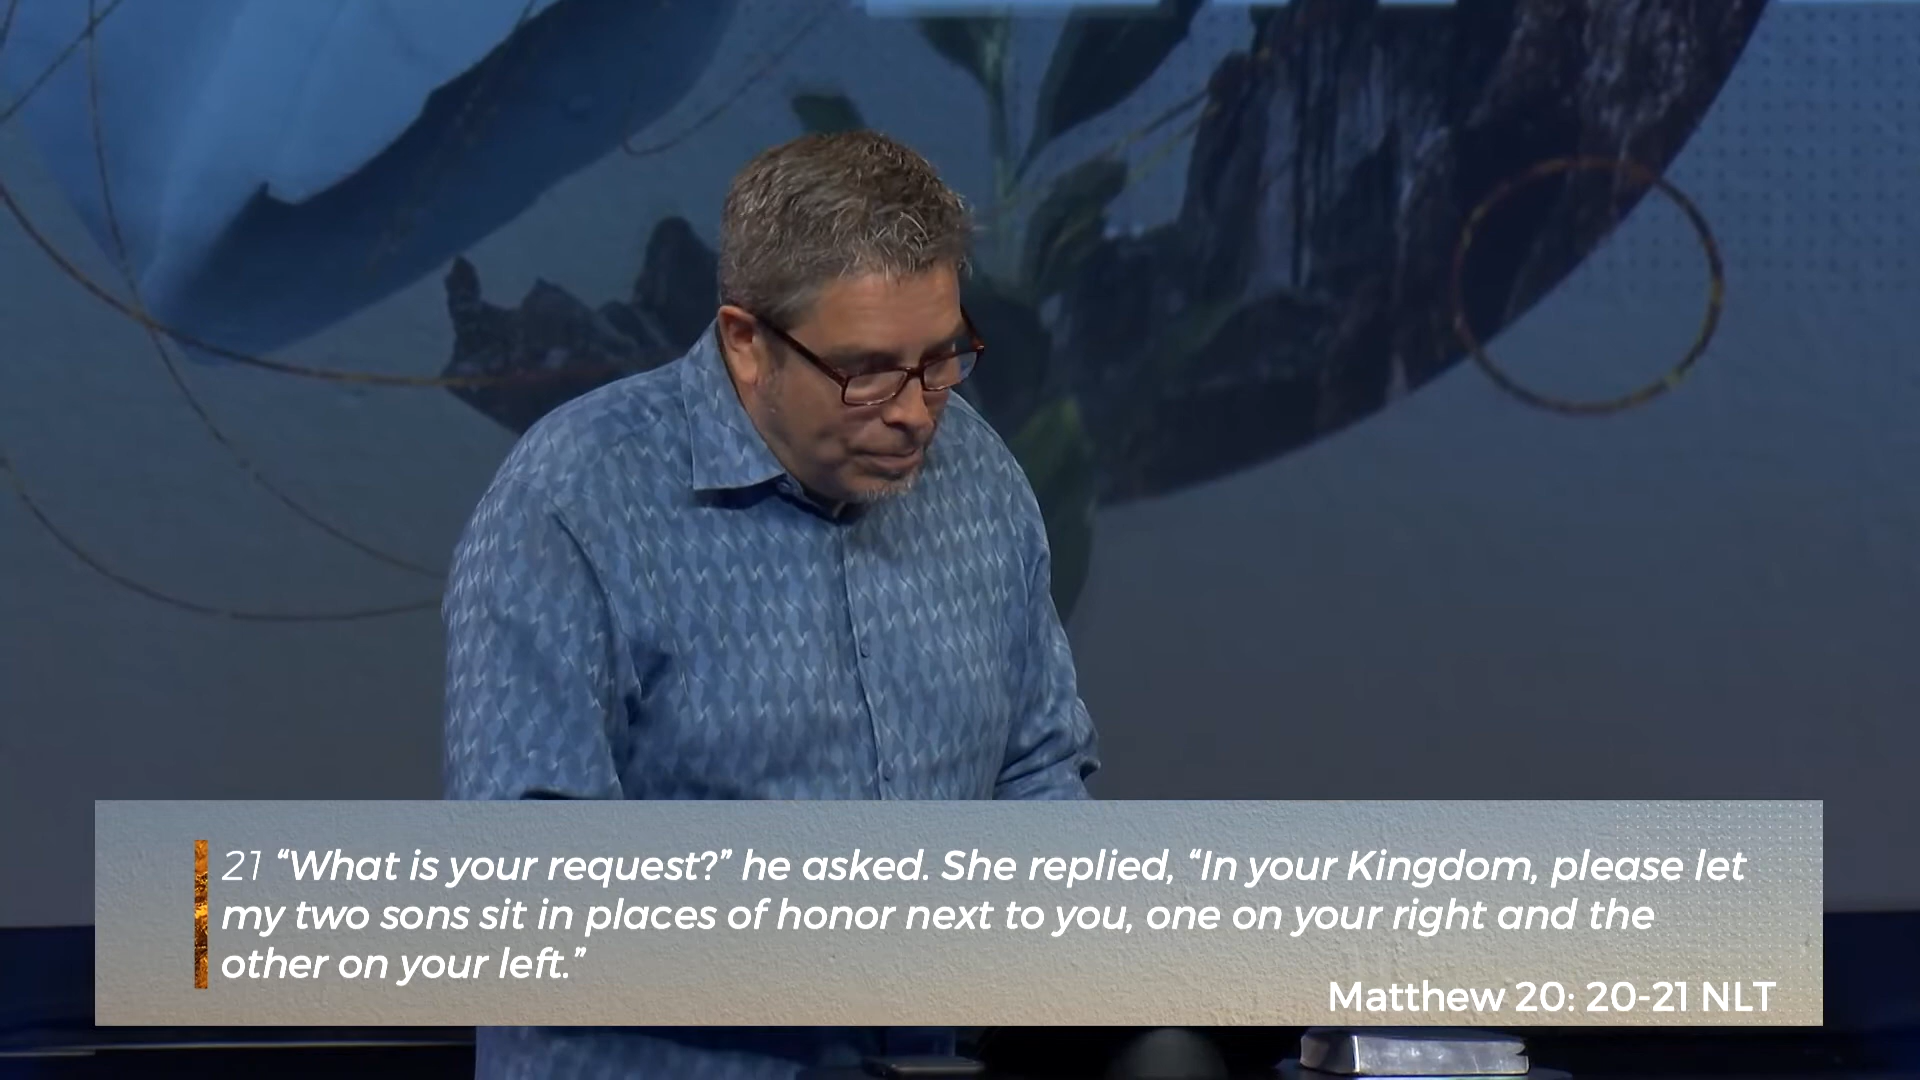 21 “What is your request?” he asked. She replied, “In your Kingdom, please let
my two sons sit in places of honor next to you, one on your right and the
other on your left.”
Matthew 20: 20-21 NLT